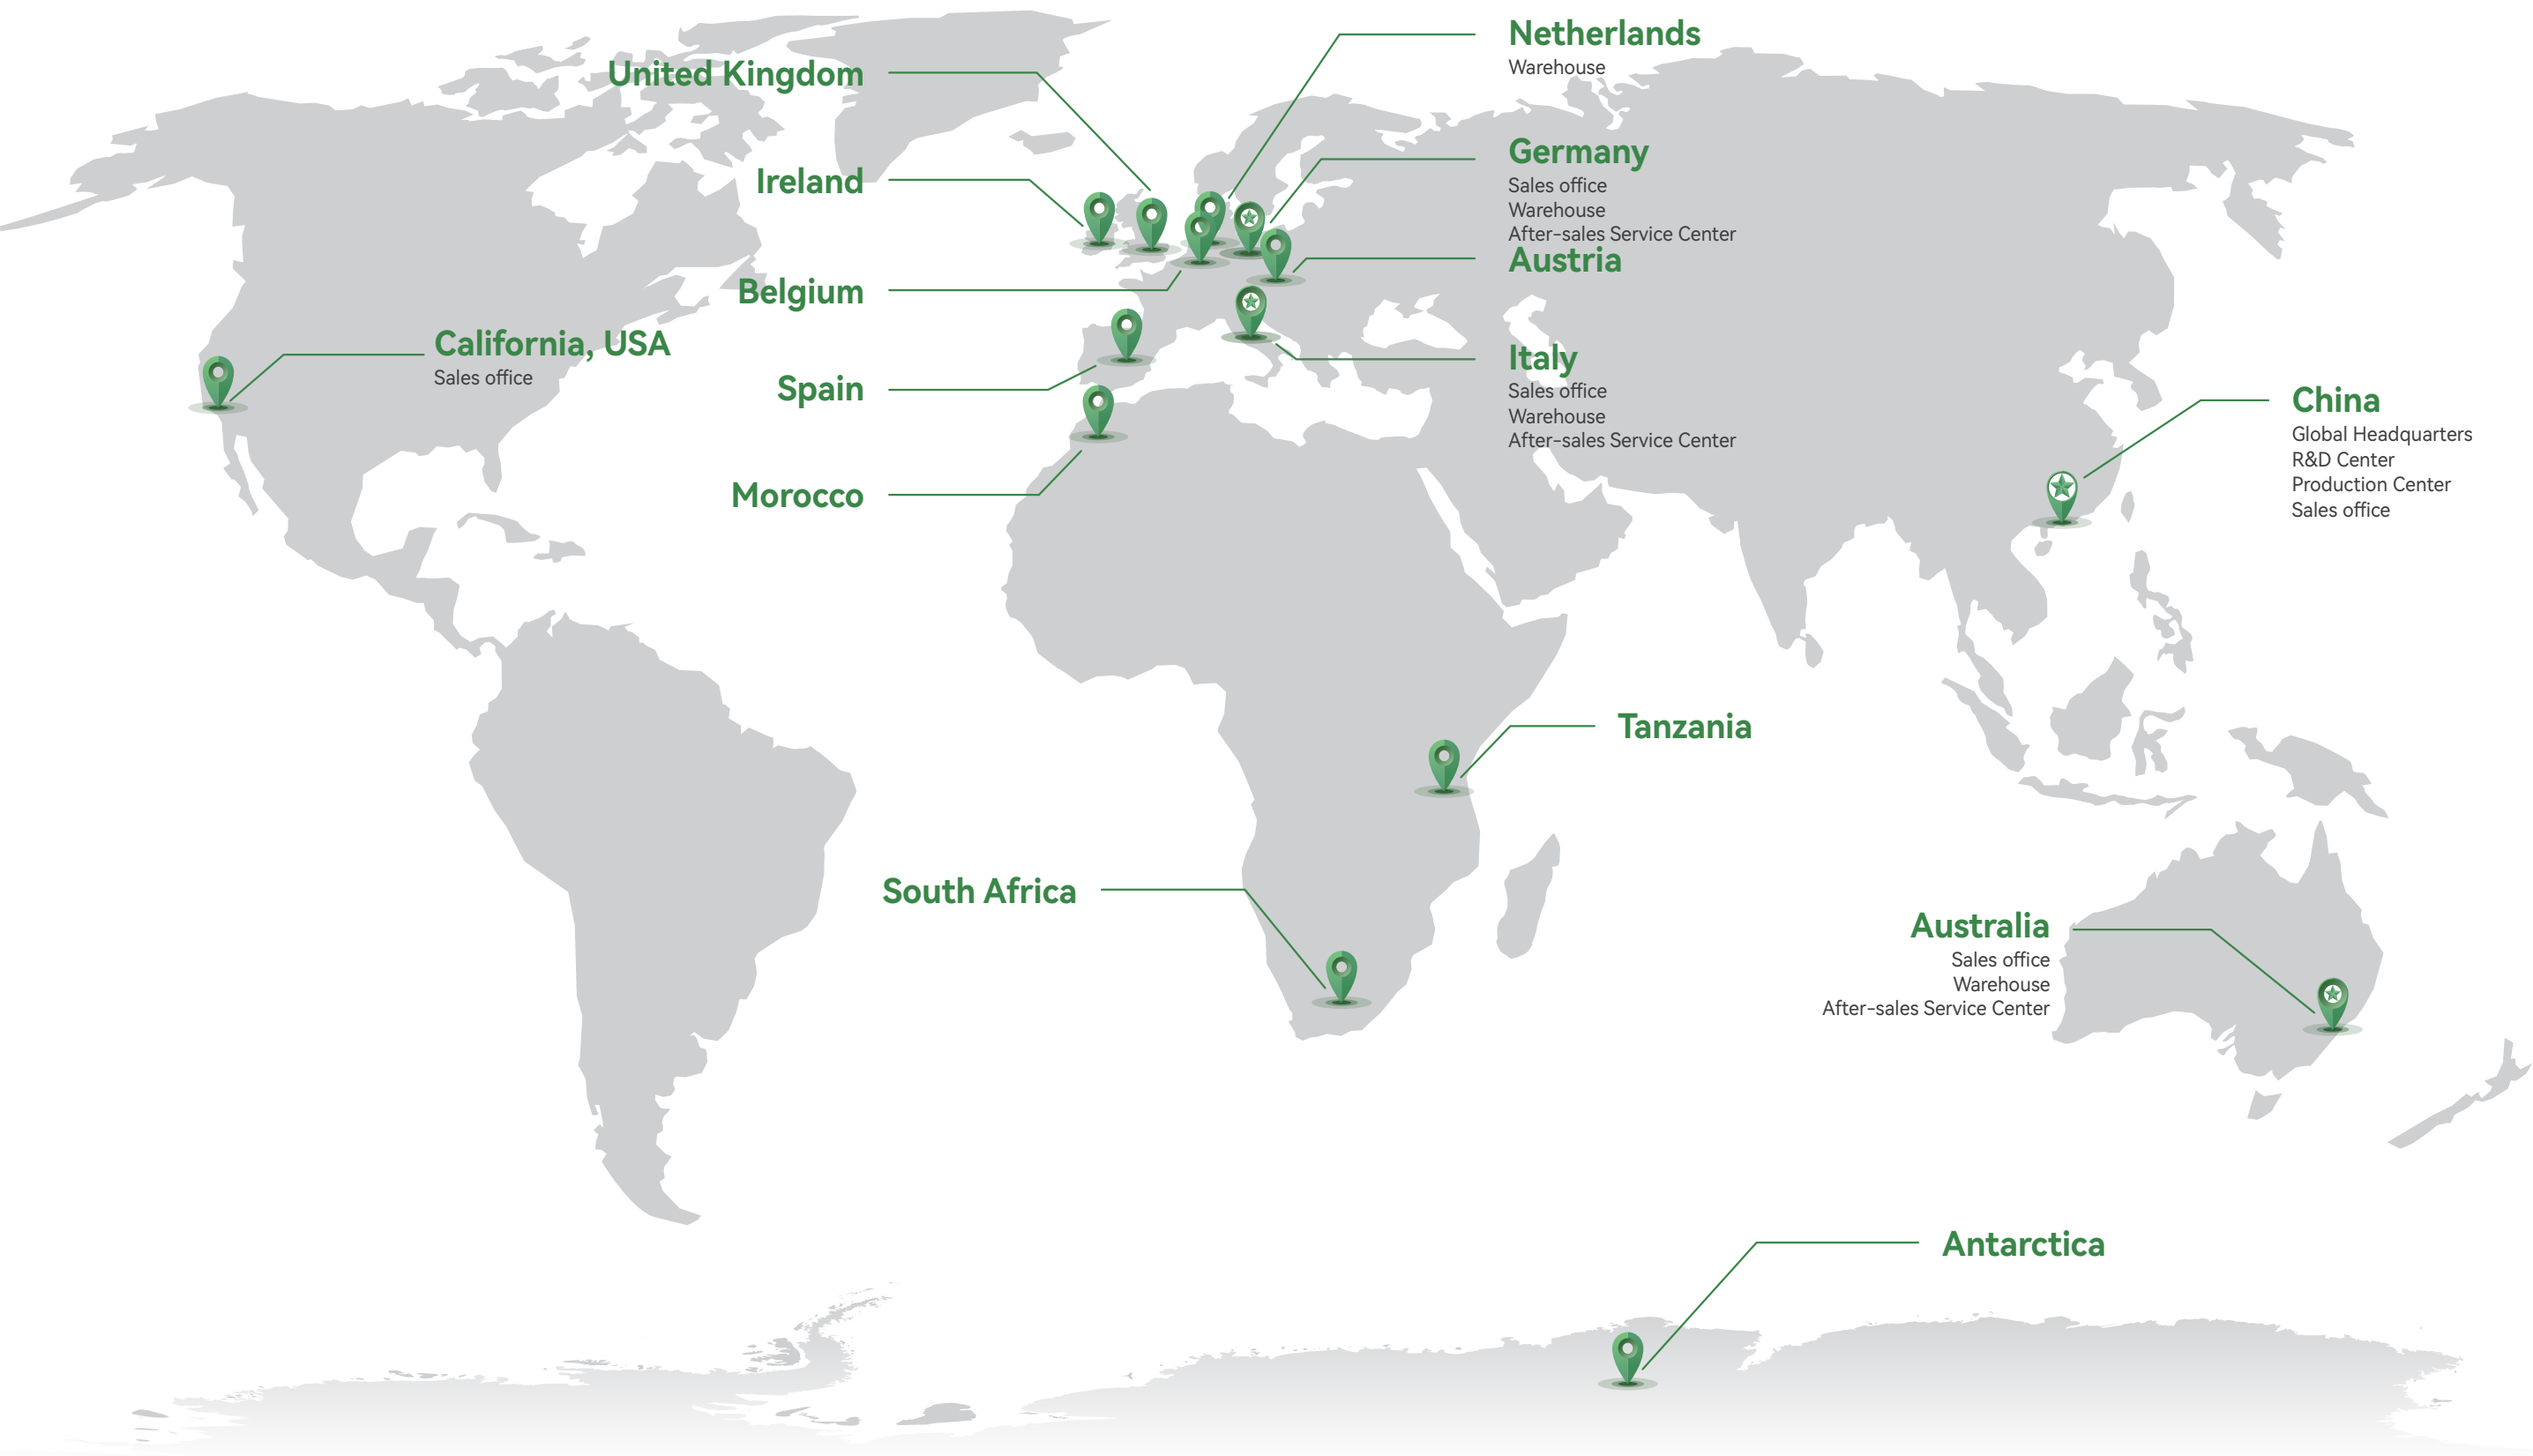 Netherlands
Warehouse
United Kingdom
Germany
Sales office
Warehouse
After-sales Service Center
Ireland
Austria
Belgium
California, USA
Sales office
Italy
Sales office
Warehouse
After-sales Service Center
Spain
China
Global Headquarters
R&D Center
Production Center
Sales office
Morocco
Tanzania
South Africa
Australia
Sales office
Warehouse
After-sales Service Center
Antarctica